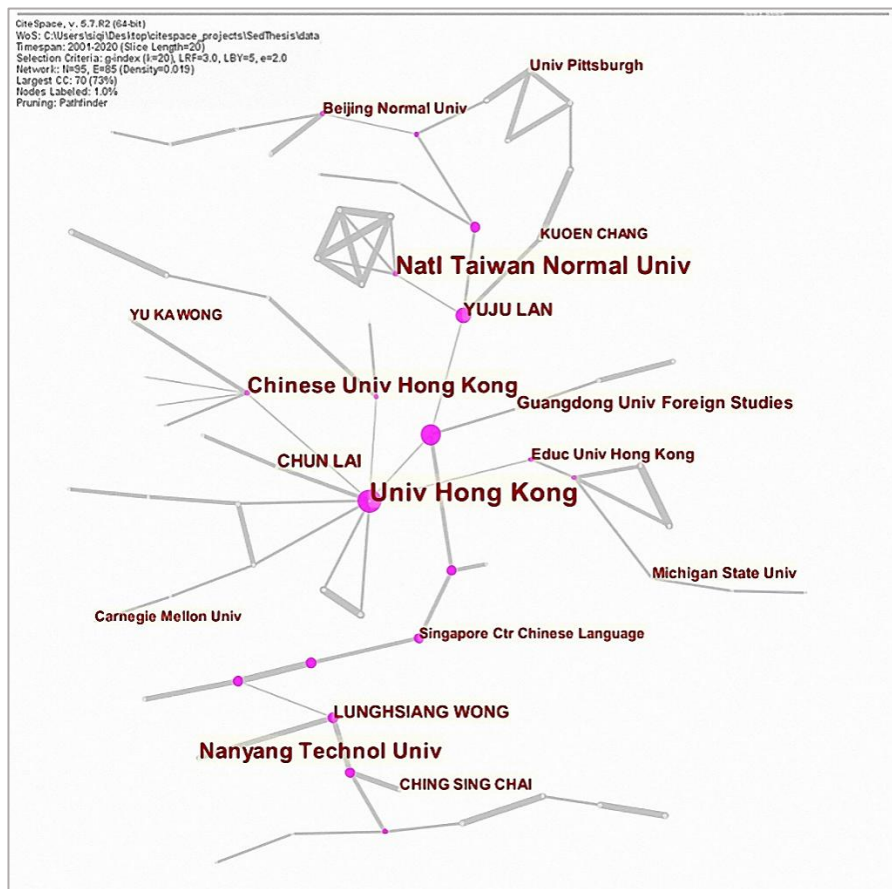 CiteSpace, v. 5.7.R2 (64-bit)
WoS: C:\Users\siqi\Desktop\citespace_projects\SedThesis\data
Timespan: 2001-2020 (Slice Length=20)
Selection Criteria: g-index (k=20), LRF=3.0, LBY=5, e=2.0
Network: N=95, E=85 (Density=0.019)
Largest CC: 70 (73%)
Nodes Labeled: 1.0%
Pruning: Pathfinder
Univ Pittsburgh
Beijing Normal Univ
KUOEN CHANG
Natl Taiwan Normal Univ
YUJU LAN
YU KA WONG
Chinese Univ Hong Kong
Guangdong Univ Foreign Studies
Educ Univ Hong Kong
CHUN LAI
Univ Hong Kong
Michigan State Univ
Carnegie Mellon Univ
Singapore Ctr Chinese Language
LUNGHSIANG WONG
Nanyang Technol Univ
CHING SING CHAI